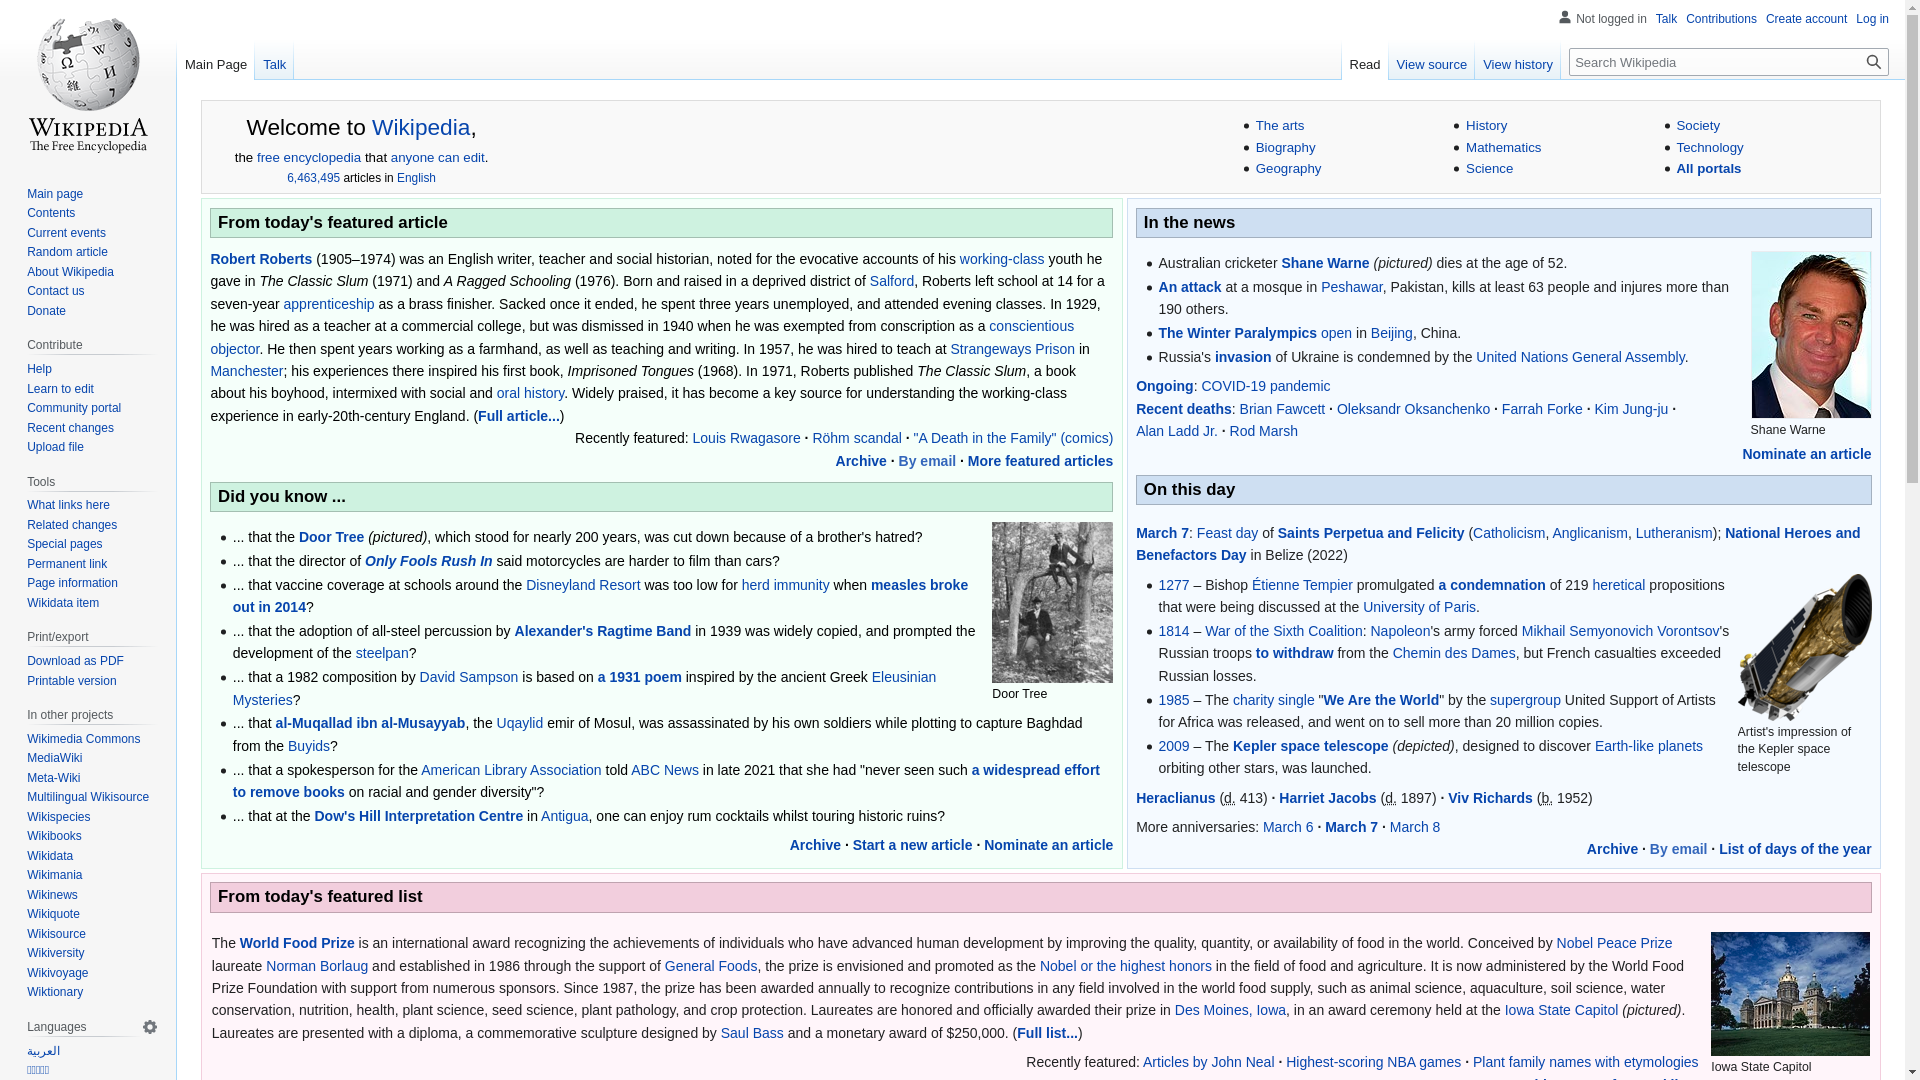 Not logged in Talk Contributions Create account Log in
Main Page Talk
Read View source View history Search Wikipedia
WIKIPEDIA
The Free Encyclopedia
Main page
Contents
Current events
Random article
About Wikipedia
Contact us
Donate
Contribute
Help
Learn to edit
Community portal
Recent changes
Upload file
Tools
What links here
Related changes
Special pages
Permanent link
Page information
Wikidata item
Print/export
Download as PDF
Printable version
In other projects
Wikimedia Commons
MediaWiki
Meta-Wiki
Multilingual Wikisource
Wikispecies
Wikibooks
Wikidata
Wikimania
Wikinews
Wikiquote
Wikisource
Wikiversity
Wikivoyage
Wiktionary
Languages
العربية
Welcome to Wikipedia,
the free encyclopedia that anyone can edit.
6,463,495 articles in English
The arts
Biography
Geography
History
Mathematics
Science
Society
Technology
All portals
From today's featured article
Robert Roberts (1905–1974) was an English writer, teacher and social historian, noted for the evocative accounts of his working-class youth he
gave in The Classic Slum (1971) and A Ragged Schooling (1976). Born and raised in a deprived district of Salford, Roberts left school at 14 for a
seven-year apprenticeship as a brass finisher. Sacked once it ended, he spent three years unemployed, and attended evening classes. In 1929,
he was hired as a teacher at a commercial college, but was dismissed in 1940 when he was exempted from conscription as a conscientious
objector. He then spent years working as a farmhand, as well as teaching and writing. In 1957, he was hired to teach at Strangeways Prison in
Manchester; his experiences there inspired his first book, Imprisoned Tongues (1968). In 1971, Roberts published The Classic Slum, a book
about his boyhood, intermixed with social and oral history. Widely praised, it has become a key source for understanding the working-class
experience in early-20th-century England. (Full article...)
Recently featured: Louis Rwagasore · Röhm scandal · "A Death in the Family" (comics)
Archive · By email · More featured articles
Did you know ...
... that the Door Tree (pictured), which stood for nearly 200 years, was cut down because of a brother's hatred?
... that the director of Only Fools Rush In said motorcycles are harder to film than cars?
... that vaccine coverage at schools around the Disneyland Resort was too low for herd immunity when measles broke
out in 2014?
... that the adoption of all-steel percussion by Alexander's Ragtime Band in 1939 was widely copied, and prompted the
development of the steelpan?
... that a 1982 composition by David Sampson is based on a 1931 poem inspired by the ancient Greek Eleusinian
Mysteries?
... that al-Muqallad ibn al-Musayyab, the Uqaylid emir of Mosul, was assassinated by his own soldiers while plotting to capture Baghdad
from the Buyids?
... that a spokesperson for the American Library Association told ABC News in late 2021 that she had "never seen such a widespread effort
to remove books on racial and gender diversity"?
... that at the Dow's Hill Interpretation Centre in Antigua, one can enjoy rum cocktails whilst touring historic ruins?
Door Tree
Archive · Start a new article · Nominate an article
In the news
Australian cricketer Shane Warne (pictured) dies at the age of 52.
An attack at a mosque in Peshawar, Pakistan, kills at least 63 people and injures more than
190 others.
The Winter Paralympics open in Beijing, China.
Russia's invasion of Ukraine is condemned by the United Nations General Assembly.
Ongoing: COVID-19 pandemic
Recent deaths: Brian Fawcett · Oleksandr Oksanchenko · Farrah Forke · Kim Jung-ju ·
Alan Ladd Jr. · Rod Marsh
Shane Warne
Nominate an article
On this day
March 7: Feast day of Saints Perpetua and Felicity (Catholicism, Anglicanism, Lutheranism); National Heroes and
Benefactors Day in Belize (2022)
1277 – Bishop Étienne Tempier promulgated a condemnation of 219 heretical propositions
that were being discussed at the University of Paris.
1814 – War of the Sixth Coalition: Napoleon's army forced Mikhail Semyonovich Vorontsov's
Russian troops to withdraw from the Chemin des Dames, but French casualties exceeded
Russian losses.
1985 – The charity single "We Are the World" by the supergroup United Support of Artists
for Africa was released, and went on to sell more than 20 million copies.
2009 – The Kepler space telescope (depicted), designed to discover Earth-like planets
orbiting other stars, was launched.
Artist's impression of
the Kepler space
telescope
Heraclianus (d. 413) · Harriet Jacobs (d. 1897) · Viv Richards (b. 1952)
More anniversaries: March 6 · March 7 · March 8
Archive · By email · List of days of the year
From today's featured list
The World Food Prize is an international award recognizing the achievements of individuals who have advanced human development by improving the quality, quantity, or availability of food in the world. Conceived by Nobel Peace Prize
laureate Norman Borlaug and established in 1986 through the support of General Foods, the prize is envisioned and promoted as the Nobel or the highest honors in the field of food and agriculture. It is now administered by the World Food
Prize Foundation with support from numerous sponsors. Since 1987, the prize has been awarded annually to recognize contributions in any field involved in the world food supply, such as animal science, aquaculture, soil science, water
conservation, nutrition, health, plant science, seed science, plant pathology, and crop protection. Laureates are honored and officially awarded their prize in Des Moines, Iowa, in an award ceremony held at the Iowa State Capitol (pictured).
Laureates are presented with a diploma, a commemorative sculpture designed by Saul Bass and a monetary award of $250,000. (Full list...)
Iowa State Capitol
Recently featured: Articles by John Neal · Highest-scoring NBA games · Plant family names with etymologies